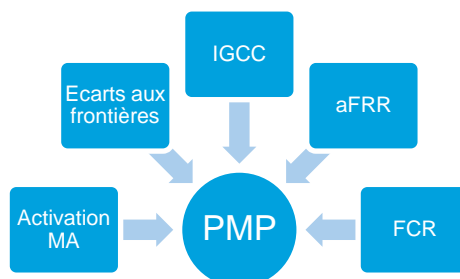 IGCC
Ecarts aux
frontières
aFRR
Activation
MA
PMP
FCR